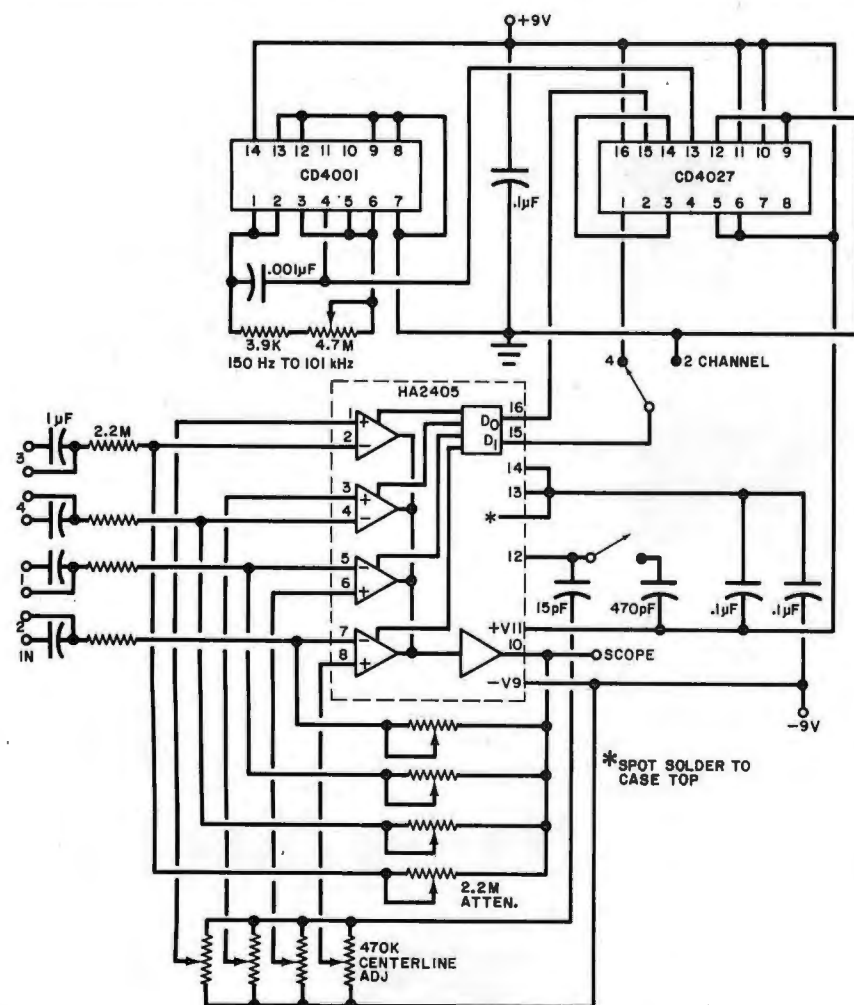 +9V
14 13 12 11 10 9 8
CD4001
1 2 3 4 5 6 7
.1µF
16 15 14 13 12 11 10 9
CD4027
1 2 3 4 5 6 7 8
.001µF
3.9K 4.7M
150 Hz TO 101 kHz
4 2 CHANNEL
HA2405
1µF
2.2M
3
1 +
2 −
D0
D1
16
15
14
13
*
4
3 +
4 −
12
1
5 −
6 +
15pF
470pF
.1µF
.1µF
2
IN
7 −
8 +
+V11
10
SCOPE
−V9
−9V
*SPOT SOLDER TO
CASE TOP
2.2M
ATTEN.
470K
CENTERLINE
ADJ